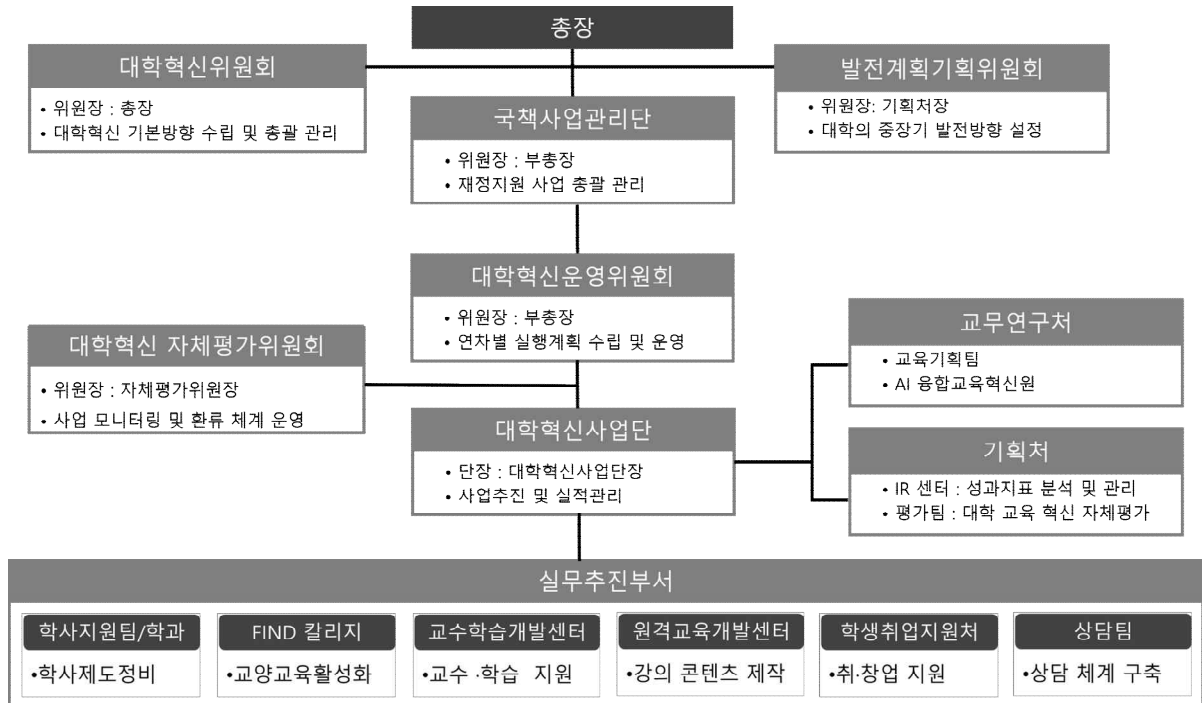 총장
대학혁신위원회
• 위원장 : 총장
• 대학혁신 기본방향 수립 및 총괄 관리
발전계획기획위원회
• 위원장: 기획처장
• 대학의 중장기 발전방향 설정
국책사업관리단
• 위원장 : 부총장
• 재정지원 사업 총괄 관리
대학혁신운영위원회
• 위원장 : 부총장
• 연차별 실행계획 수립 및 운영
대학혁신 자체평가위원회
• 위원장 : 자체평가위원장
• 사업 모니터링 및 환류 체계 운영
교무연구처
• 교육기획팀
• AI 융합교육혁신원
대학혁신사업단
• 단장 : 대학혁신사업단장
• 사업추진 및 실적관리
기획처
• IR 센터 : 성과지표 분석 및 관리
• 평가팀 : 대학 교육 혁신 자체평가
실무추진부서
학사지원팀/학과
•학사제도정비
FIND 칼리지
•교양교육활성화
교수학습개발센터
•교수 ·학습 지원
원격교육개발센터
•강의 콘텐츠 제작
학생취업지원처
•취·창업 지원
상담팀
•상담 체계 구축